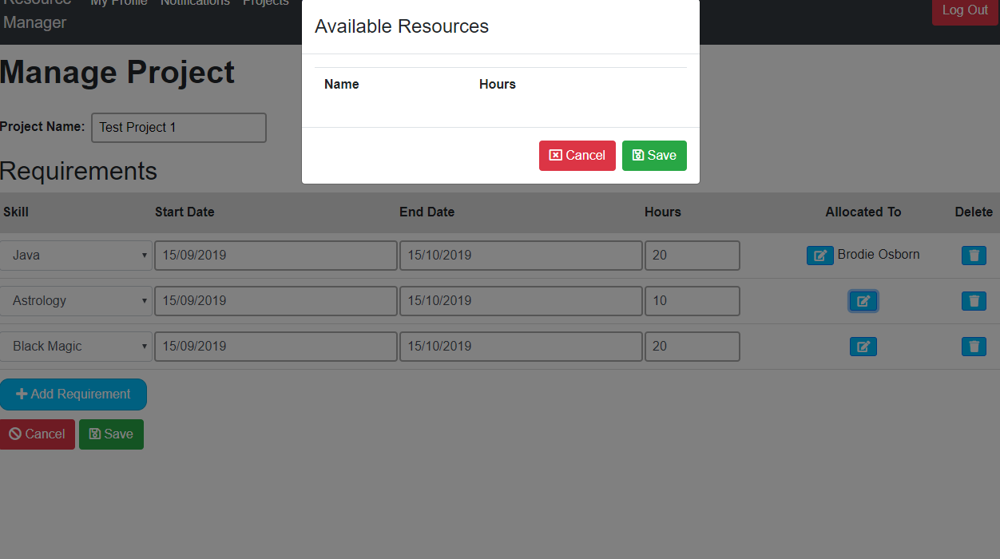 Resource My Profile Notifications Projects
Manager
Log Out
Available Resources
Name Hours
Cancel Save
Manage Project
Project Name: Test Project 1
Requirements
Skill Start Date End Date Hours Allocated To Delete
Java 15/09/2019 15/10/2019 20 Brodie Osborn
Astrology 15/09/2019 15/10/2019 10
Black Magic 15/09/2019 15/10/2019 20
Add Requirement
Cancel Save